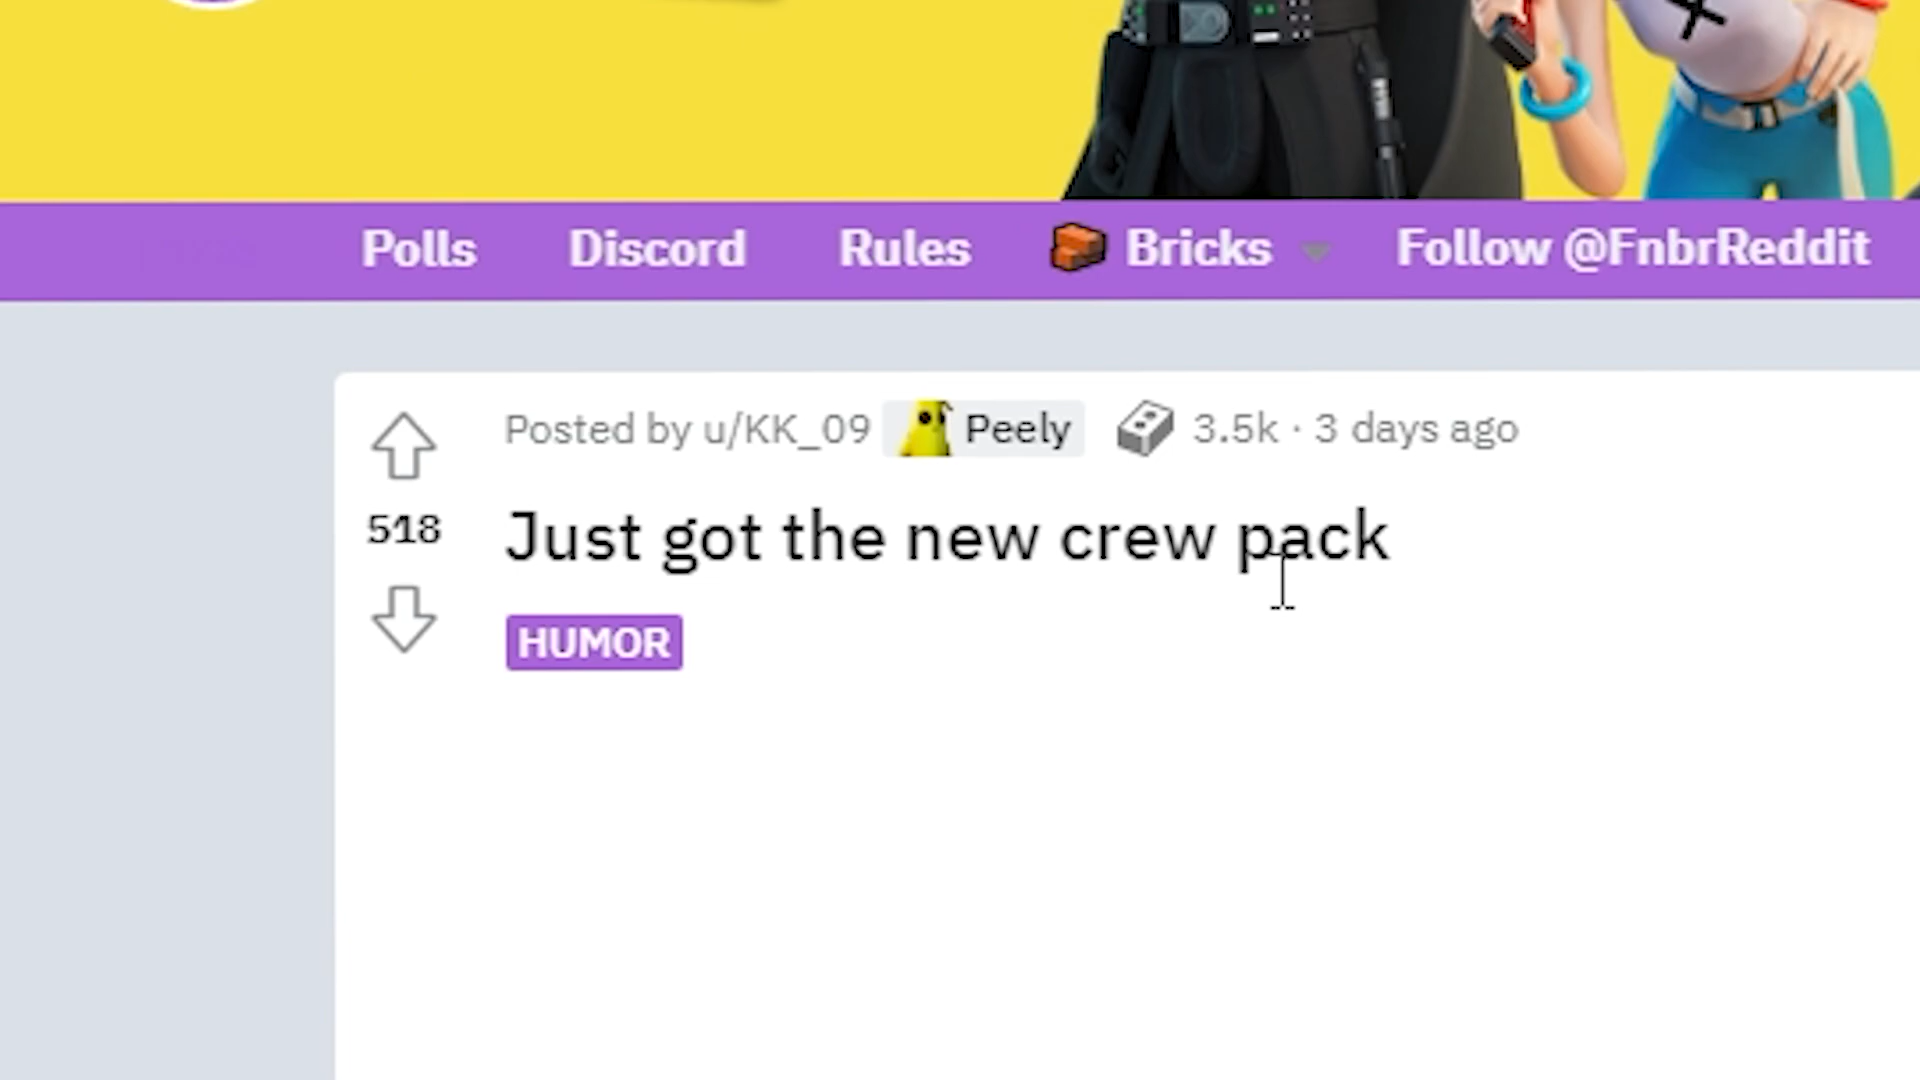 Polls Discord Rules Bricks Follow @FnbrReddit
Posted by u/KK_09 Peely 3.5k · 3 days ago
518
Just got the new crew pack
HUMOR